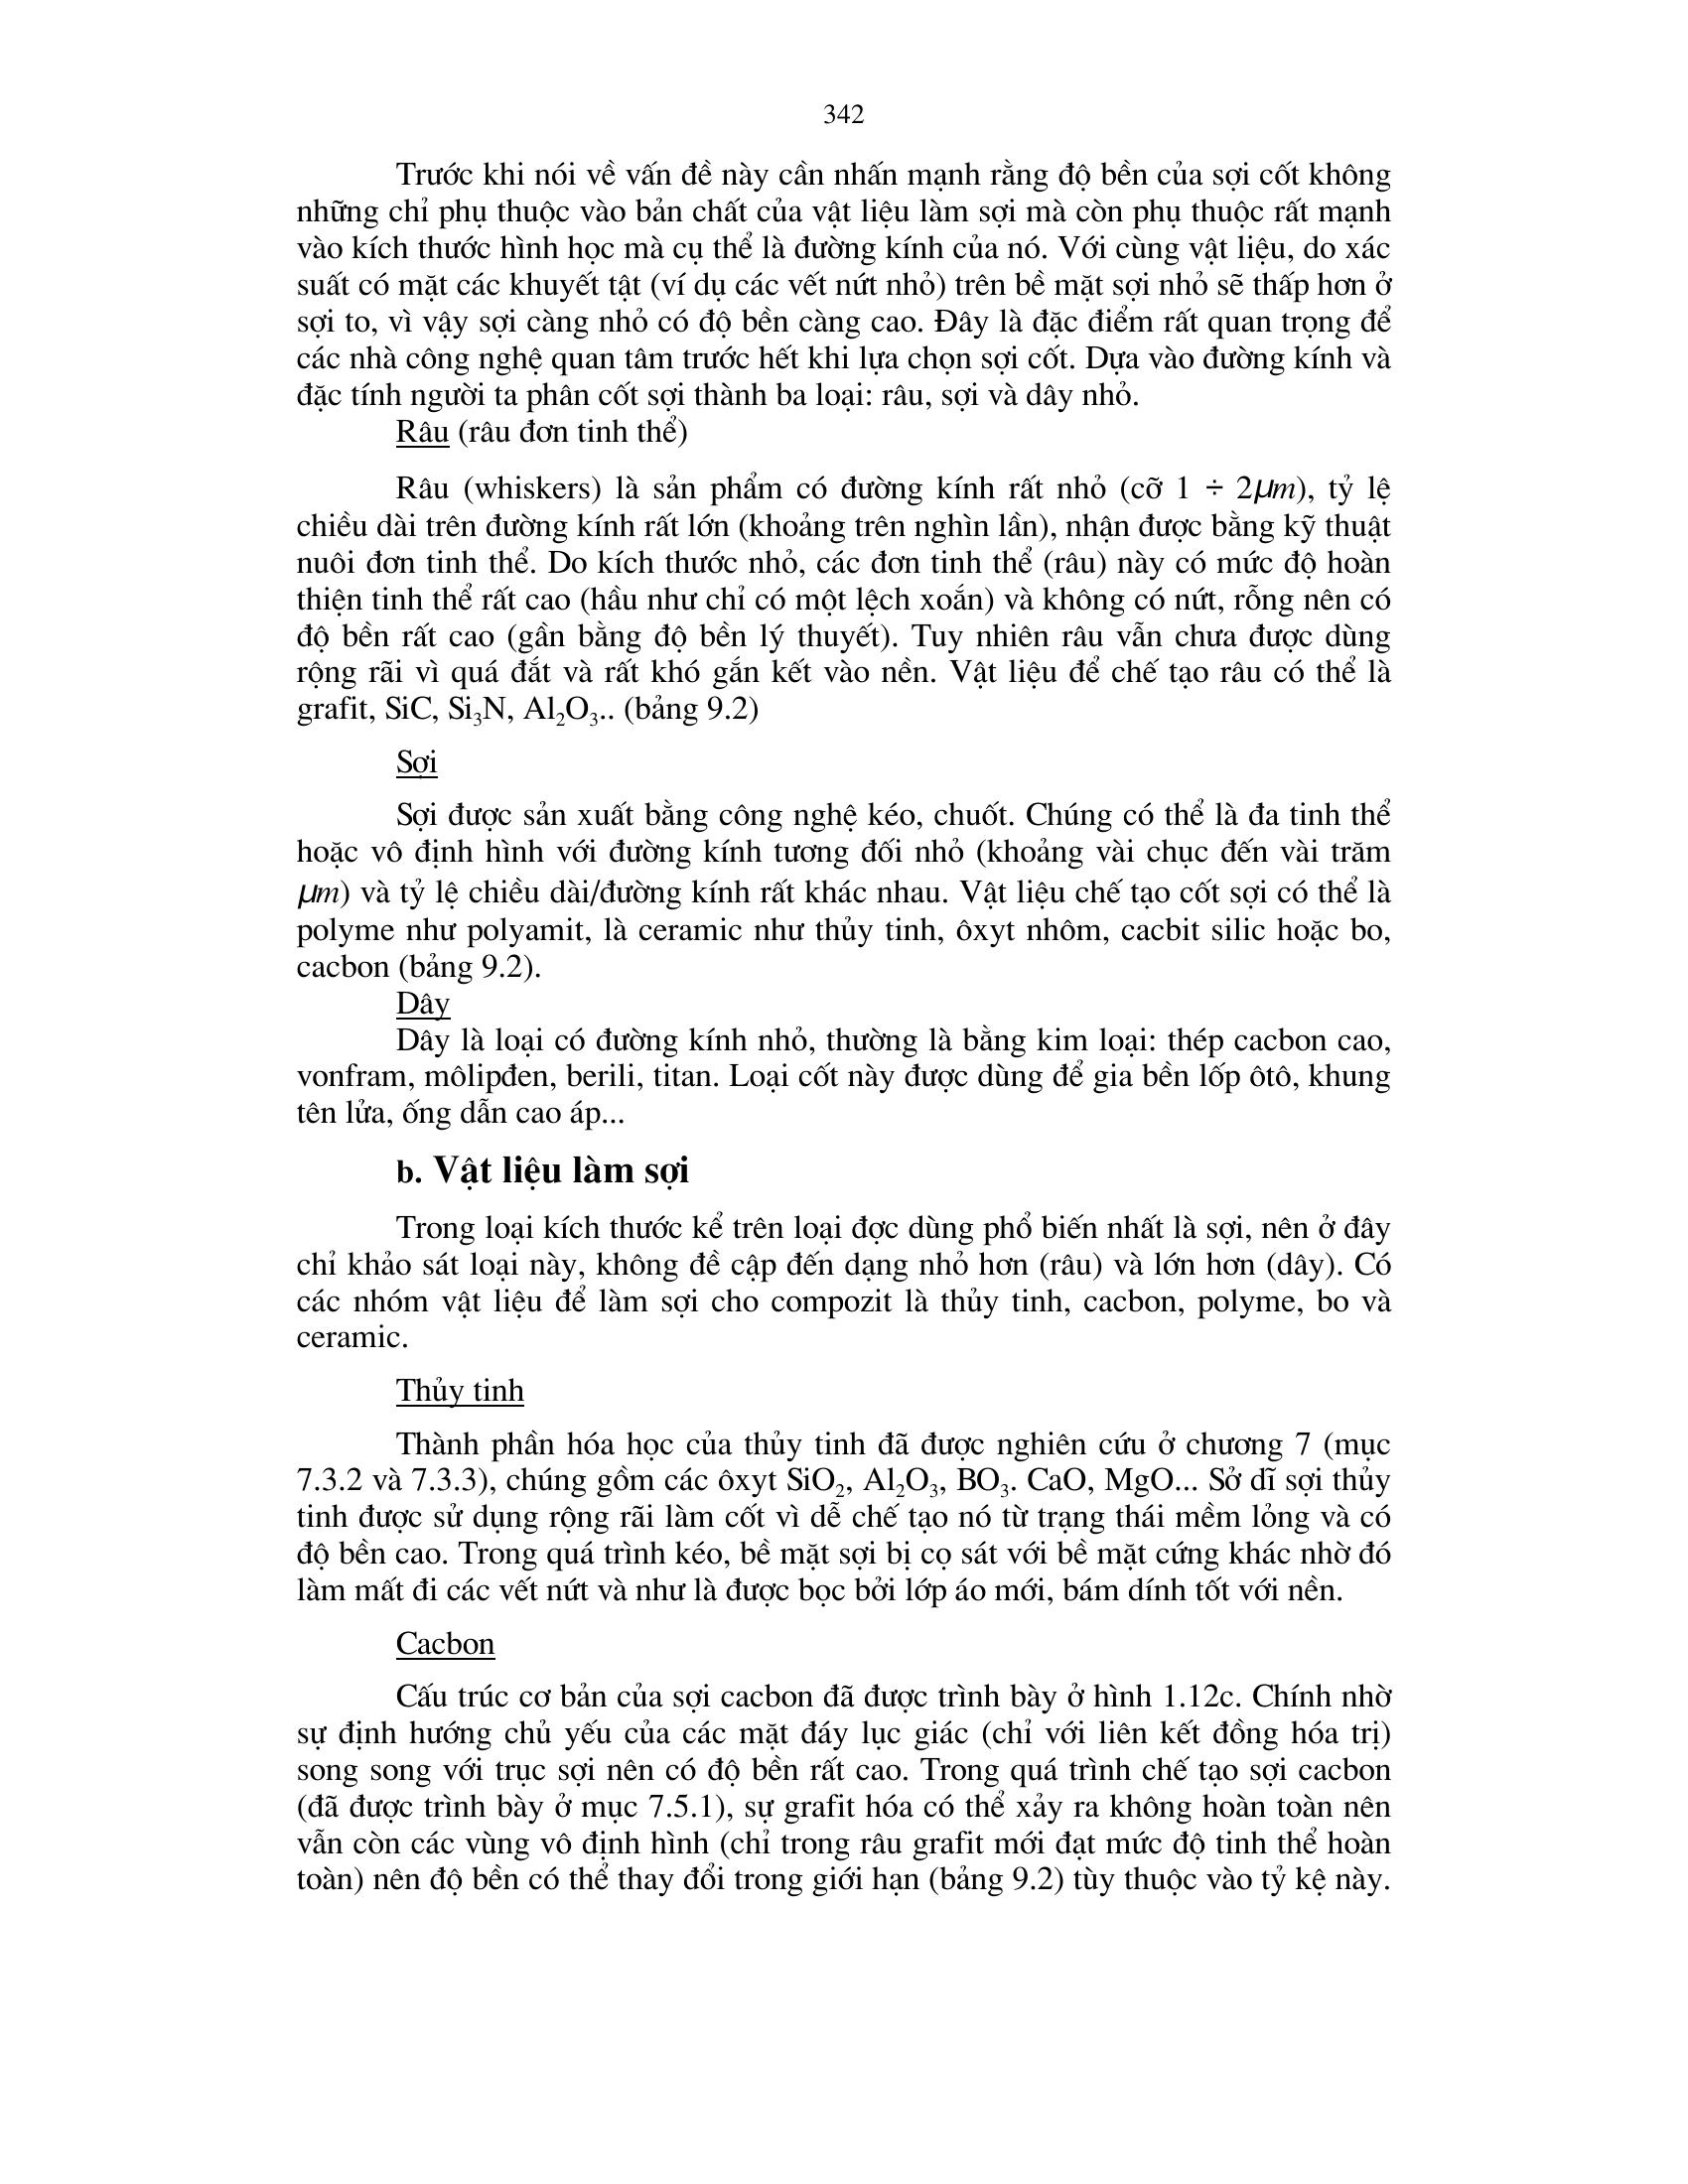 342
Trước khi nói về vấn đề này cần nhấn mạnh rằng độ bền của sợi cốt không
những chỉ phụ thuộc vào bản chất của vật liệu làm sợi mà còn phụ thuộc rất mạnh
vào kích thước hình học mà cụ thể là đường kính của nó. Với cùng vật liệu, do xác
suất có mặt các khuyết tật (ví dụ các vết nứt nhỏ) trên bề mặt sợi nhỏ sẽ thấp hơn ở
sợi to, vì vậy sợi càng nhỏ có độ bền càng cao. Đây là đặc điểm rất quan trọng để
các nhà công nghệ quan tâm trước hết khi lựa chọn sợi cốt. Dựa vào đường kính và
đặc tính người ta phân cốt sợi thành ba loại: râu, sợi và dây nhỏ.
Râu (râu đơn tinh thể)
Râu (whiskers) là sản phẩm có đường kính rất nhỏ (cỡ 1 ÷ 2μm), tỷ lệ
chiều dài trên đường kính rất lớn (khoảng trên nghìn lần), nhận được bằng kỹ thuật
nuôi đơn tinh thể. Do kích thước nhỏ, các đơn tinh thể (râu) này có mức độ hoàn
thiện tinh thể rất cao (hầu như chỉ có một lệch xoắn) và không có nứt, rỗng nên có
độ bền rất cao (gần bằng độ bền lý thuyết). Tuy nhiên râu vẫn chưa được dùng
rộng rãi vì quá đắt và rất khó gắn kết vào nền. Vật liệu để chế tạo râu có thể là
grafit, SiC, Si₃N, Al₂O₃.. (bảng 9.2)
Sợi
Sợi được sản xuất bằng công nghệ kéo, chuốt. Chúng có thể là đa tinh thể
hoặc vô định hình với đường kính tương đối nhỏ (khoảng vài chục đến vài trăm
μm) và tỷ lệ chiều dài/đường kính rất khác nhau. Vật liệu chế tạo cốt sợi có thể là
polyme như polyamit, là ceramic như thủy tinh, ôxyt nhôm, cacbit silic hoặc bo,
cacbon (bảng 9.2).
Dây
Dây là loại có đường kính nhỏ, thường là bằng kim loại: thép cacbon cao,
vonfram, môlipđen, berili, titan. Loại cốt này được dùng để gia bền lốp ôtô, khung
tên lửa, ống dẫn cao áp...
b. Vật liệu làm sợi
Trong loại kích thước kể trên loại đợc dùng phổ biến nhất là sợi, nên ở đây
chỉ khảo sát loại này, không đề cập đến dạng nhỏ hơn (râu) và lớn hơn (dây). Có
các nhóm vật liệu để làm sợi cho compozit là thủy tinh, cacbon, polyme, bo và
ceramic.
Thủy tinh
Thành phần hóa học của thủy tinh đã được nghiên cứu ở chương 7 (mục
7.3.2 và 7.3.3), chúng gồm các ôxyt SiO₂, Al₂O₃, BO₃. CaO, MgO... Sở dĩ sợi thủy
tinh được sử dụng rộng rãi làm cốt vì dễ chế tạo nó từ trạng thái mềm lỏng và có
độ bền cao. Trong quá trình kéo, bề mặt sợi bị cọ sát với bề mặt cứng khác nhờ đó
làm mất đi các vết nứt và như là được bọc bởi lớp áo mới, bám dính tốt với nền.
Cacbon
Cấu trúc cơ bản của sợi cacbon đã được trình bày ở hình 1.12c. Chính nhờ
sự định hướng chủ yếu của các mặt đáy lục giác (chỉ với liên kết đồng hóa trị)
song song với trục sợi nên có độ bền rất cao. Trong quá trình chế tạo sợi cacbon
(đã được trình bày ở mục 7.5.1), sự grafit hóa có thể xảy ra không hoàn toàn nên
vẫn còn các vùng vô định hình (chỉ trong râu grafit mới đạt mức độ tinh thể hoàn
toàn) nên độ bền có thể thay đổi trong giới hạn (bảng 9.2) tùy thuộc vào tỷ kệ này.